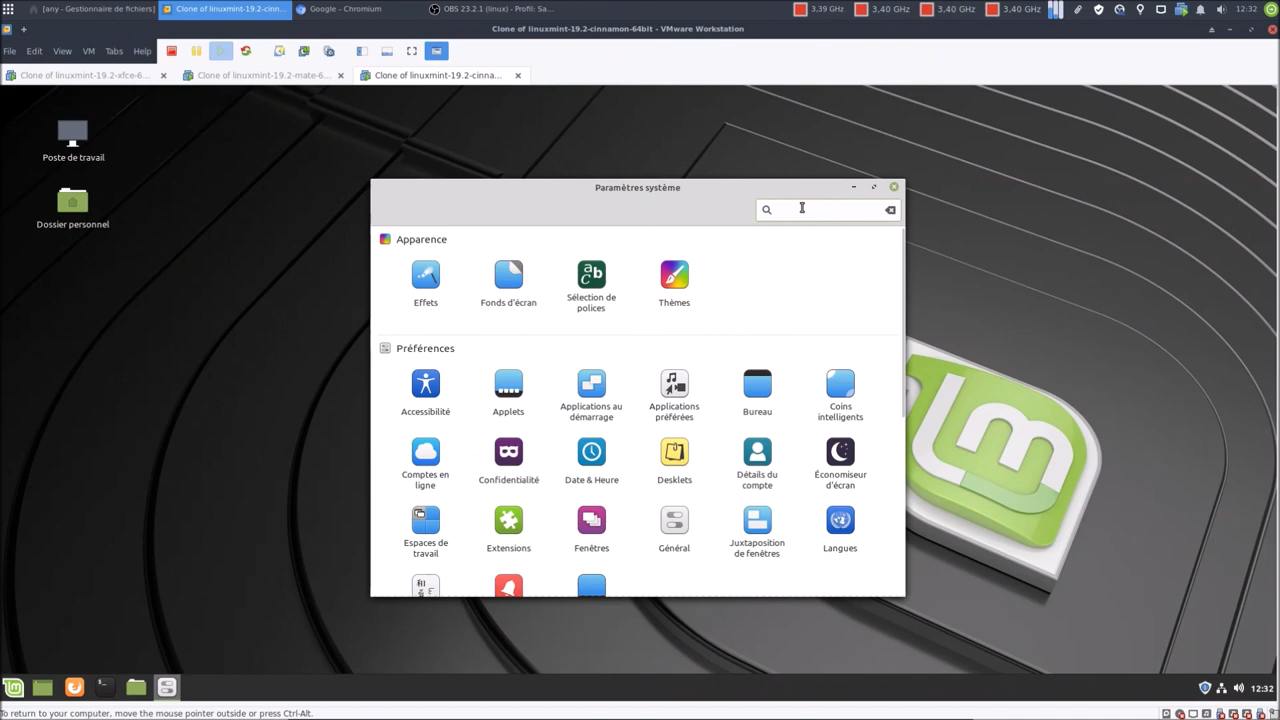 [any - Gestionnaire de fichiers]
Clone of linuxmint-19.2-cinn...
Google - Chromium
OBS 23.2.1 (linux) - Profil: Sa...
3,39 GHz
3,40 GHz
3,40 GHz
3,40 GHz
12:32
Clone of linuxmint-19.2-cinnamon-64bit - VMware Workstation
File Edit View VM Tabs Help
Clone of linuxmint-19.2-xfce-6...
Clone of linuxmint-19.2-mate-6...
Clone of linuxmint-19.2-cinna...
Poste de travail
Dossier personnel
Paramètres système
Apparence
Effets
Fonds d'écran
Sélection de
polices
Thèmes
Préférences
Accessibilité
Applets
Applications au
démarrage
Applications
préférées
Bureau
Coins
intelligents
Comptes en
ligne
Confidentialité
Date & Heure
Desklets
Détails du
compte
Économiseur
d'écran
Espaces de
travail
Extensions
Fenêtres
Général
Juxtaposition
de fenêtres
Langues
12:32
To return to your computer, move the mouse pointer outside or press Ctrl-Alt.